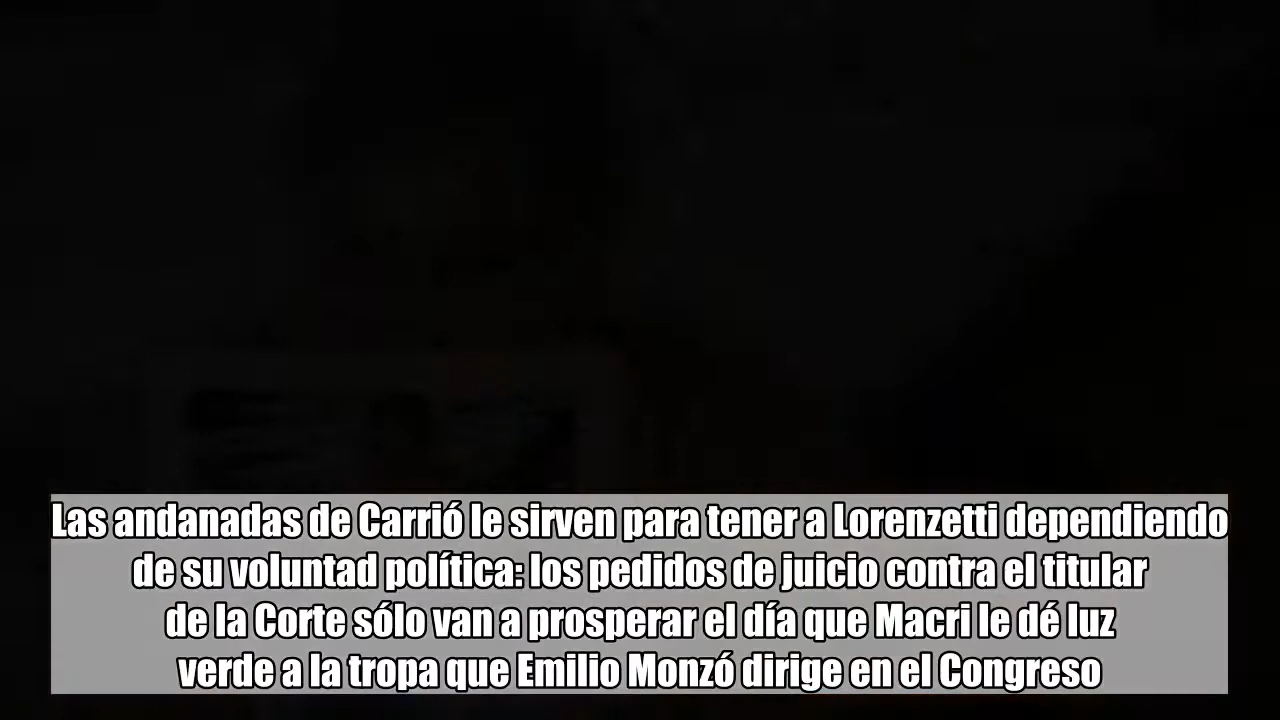 Las andanadas de Carrió le sirven para tener a Lorenzetti dependiendo
de su voluntad política: los pedidos de juicio contra el titular
de la Corte sólo van a prosperar el día que Macri le dé luz
verde a la tropa que Emilio Monzó dirige en el Congreso